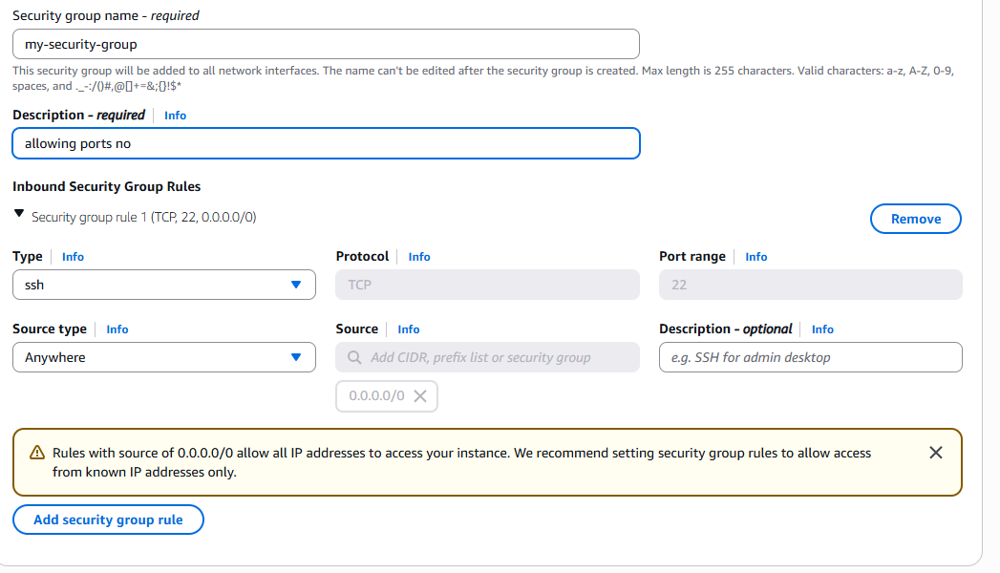 Security group name - required
my-security-group
This security group will be added to all network interfaces. The name can't be edited after the security group is created. Max length is 255 characters. Valid characters: a-z, A-Z, 0-9,
spaces, and ._-:/()#,@[]+=&;{}!$*
Description - required Info
allowing ports no
Inbound Security Group Rules
Security group rule 1 (TCP, 22, 0.0.0.0/0)
Remove
Type Info Protocol Info Port range Info
ssh TCP 22
Source type Info Source Info Description - optional Info
Anywhere Add CIDR, prefix list or security group e.g. SSH for admin desktop
0.0.0.0/0
Rules with source of 0.0.0.0/0 allow all IP addresses to access your instance. We recommend setting security group rules to allow access
from known IP addresses only.
Add security group rule